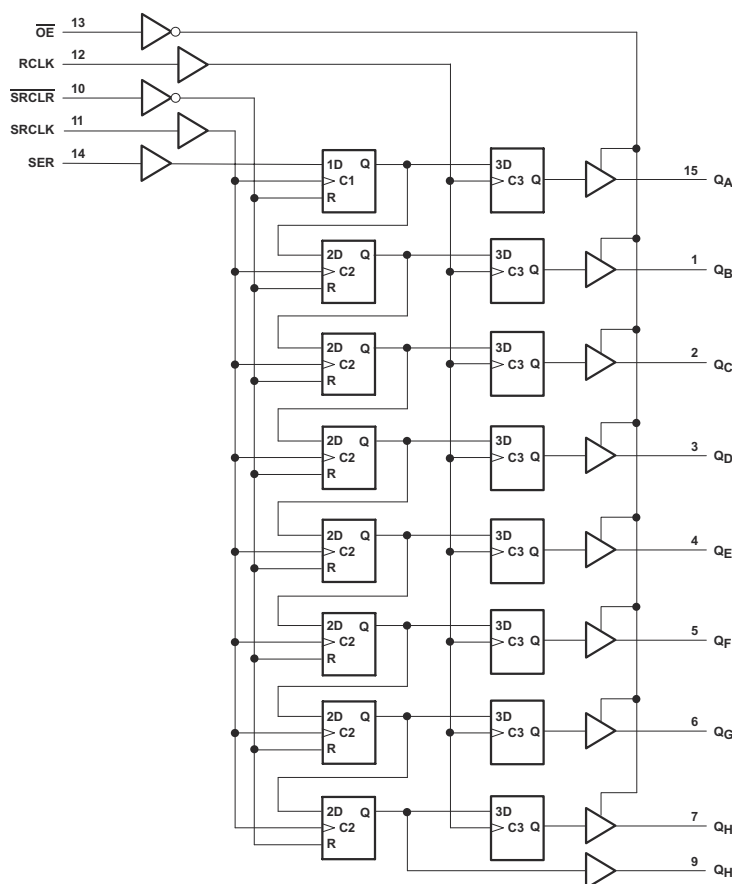 OE 13
RCLK 12
SRCLR 10
SRCLK 11
SER 14
1D Q 3D
C1 C3 Q 15 QA
R
2D Q 3D
C2 C3 Q 1 QB
R
2D Q 3D
C2 C3 Q 2 QC
R
2D Q 3D
C2 C3 Q 3 QD
R
2D Q 3D
C2 C3 Q 4 QE
R
2D Q 3D
C2 C3 Q 5 QF
R
2D Q 3D
C2 C3 Q 6 QG
R
2D Q 3D
C2 C3 Q 7 QH
R
9 QH